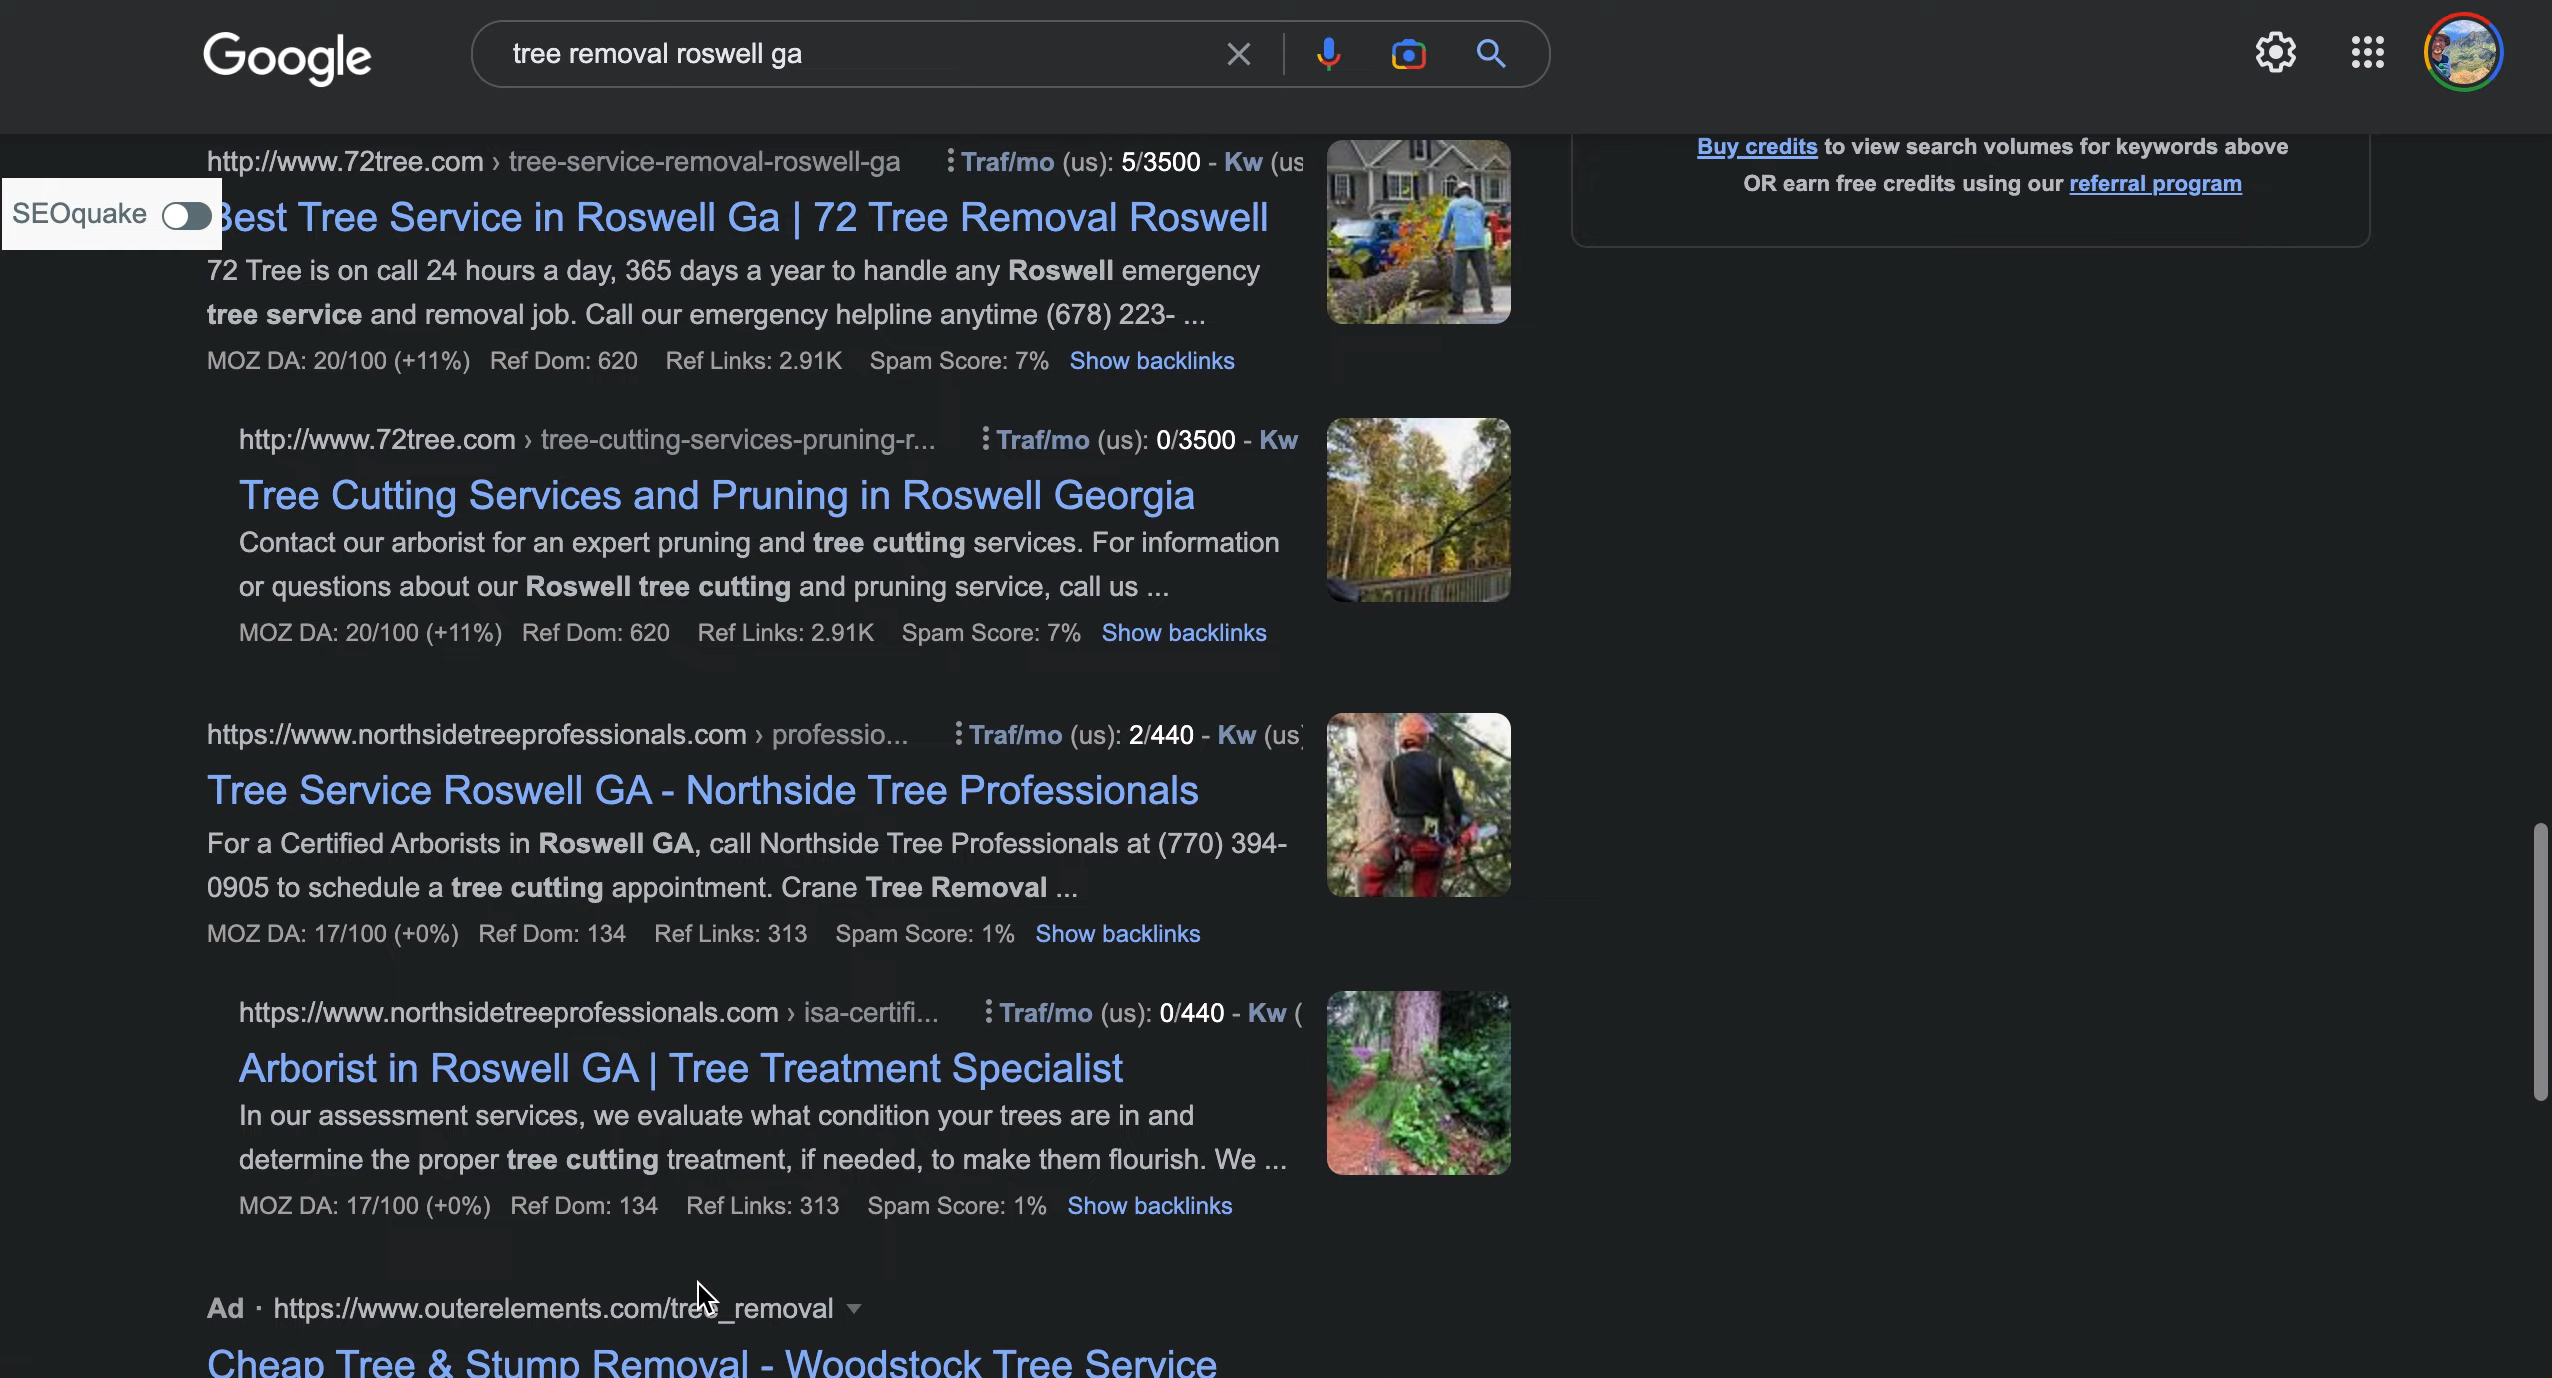 Google
tree removal roswell ga
Buy credits to view search volumes for keywords above
OR earn free credits using our referral program
SEOquake
http://www.72tree.com › tree-service-removal-roswell-ga
Traf/mo (us): 5/3500 - Kw (us
Best Tree Service in Roswell Ga | 72 Tree Removal Roswell
72 Tree is on call 24 hours a day, 365 days a year to handle any Roswell emergency
tree service and removal job. Call our emergency helpline anytime (678) 223- ...
MOZ DA: 20/100 (+11%) Ref Dom: 620 Ref Links: 2.91K Spam Score: 7% Show backlinks
http://www.72tree.com › tree-cutting-services-pruning-r...
Traf/mo (us): 0/3500 - Kw
Tree Cutting Services and Pruning in Roswell Georgia
Contact our arborist for an expert pruning and tree cutting services. For information
or questions about our Roswell tree cutting and pruning service, call us ...
MOZ DA: 20/100 (+11%) Ref Dom: 620 Ref Links: 2.91K Spam Score: 7% Show backlinks
https://www.northsidetreeprofessionals.com › professio...
Traf/mo (us): 2/440 - Kw (us)
Tree Service Roswell GA - Northside Tree Professionals
For a Certified Arborists in Roswell GA, call Northside Tree Professionals at (770) 394-
0905 to schedule a tree cutting appointment. Crane Tree Removal ...
MOZ DA: 17/100 (+0%) Ref Dom: 134 Ref Links: 313 Spam Score: 1% Show backlinks
https://www.northsidetreeprofessionals.com › isa-certifi...
Traf/mo (us): 0/440 - Kw (
Arborist in Roswell GA | Tree Treatment Specialist
In our assessment services, we evaluate what condition your trees are in and
determine the proper tree cutting treatment, if needed, to make them flourish. We ...
MOZ DA: 17/100 (+0%) Ref Dom: 134 Ref Links: 313 Spam Score: 1% Show backlinks
Ad · https://www.outerelements.com/tree_removal
Cheap Tree & Stump Removal - Woodstock Tree Service